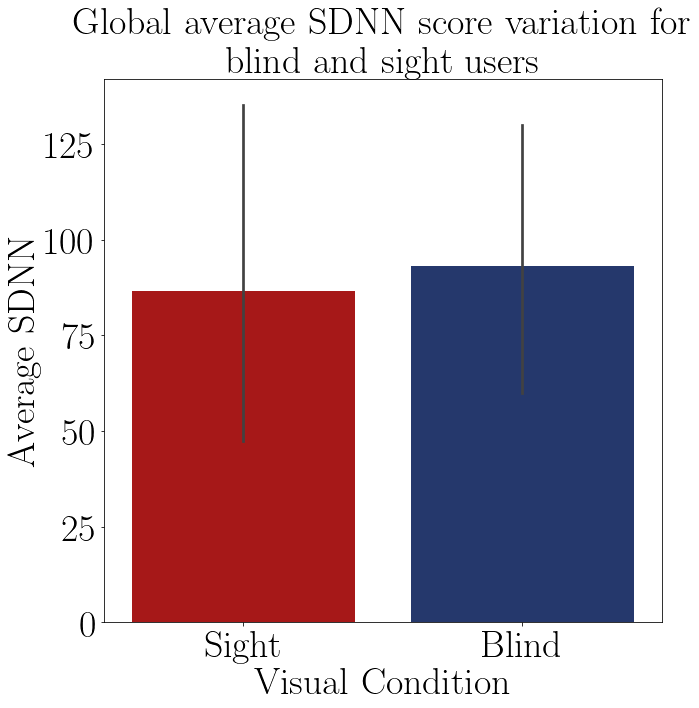 Global average SDNN score variation for
blind and sight users
Average SDNN
125
100
75
50
25
0
Sight
Blind
Visual Condition